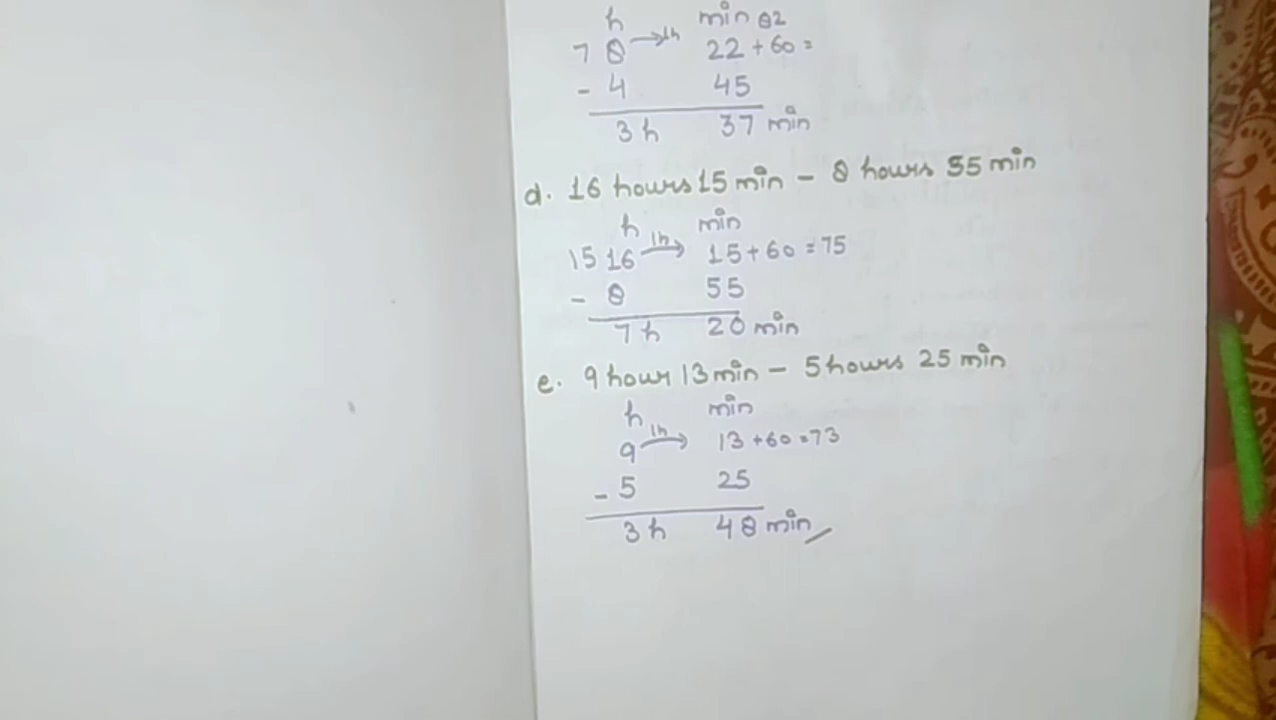 h min 82
7 8 →1h 22 + 60 =
- 4 45
3 h 37 min
d. 16 hours 15 min - 8 hours 55 min
h min
15 16 1h→ 15 + 60 = 75
- 8 55
7 h 20 min
e. 9 hour 13 min - 5 hours 25 min
h min
9 1h→ 13 + 60 = 73
- 5 25
3 h 48 min